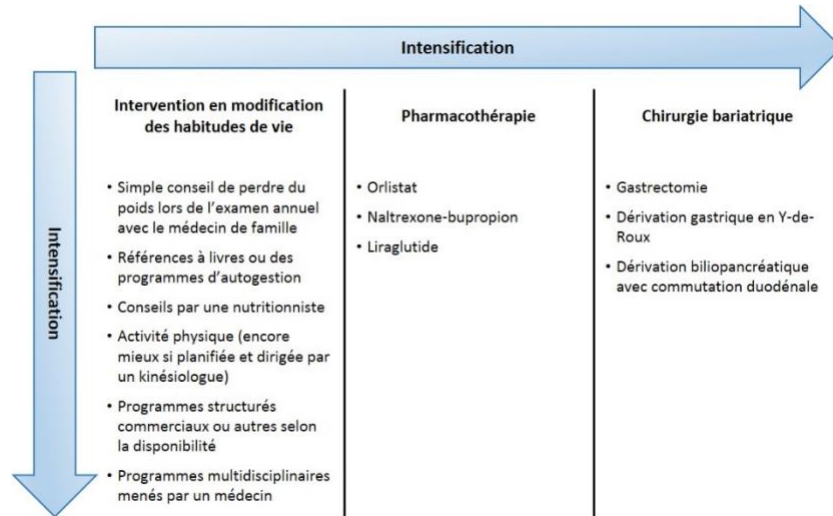 Intensification
Intensification
Intervention en modification
des habitudes de vie
• Simple conseil de perdre du
poids lors de l'examen annuel
avec le médecin de famille
• Références à livres ou des
programmes d'autogestion
• Conseils par une nutritionniste
• Activité physique (encore
mieux si planifiée et dirigée par
un kinésiologue)
• Programmes structurés
commerciaux ou autres selon
la disponibilité
• Programmes multidisciplinaires
menés par un médecin
Pharmacothérapie
• Orlistat
• Naltrexone-bupropion
• Liraglutide
Chirurgie bariatrique
• Gastrectomie
• Dérivation gastrique en Y-de-
Roux
• Dérivation biliopancréatique
avec commutation duodénale